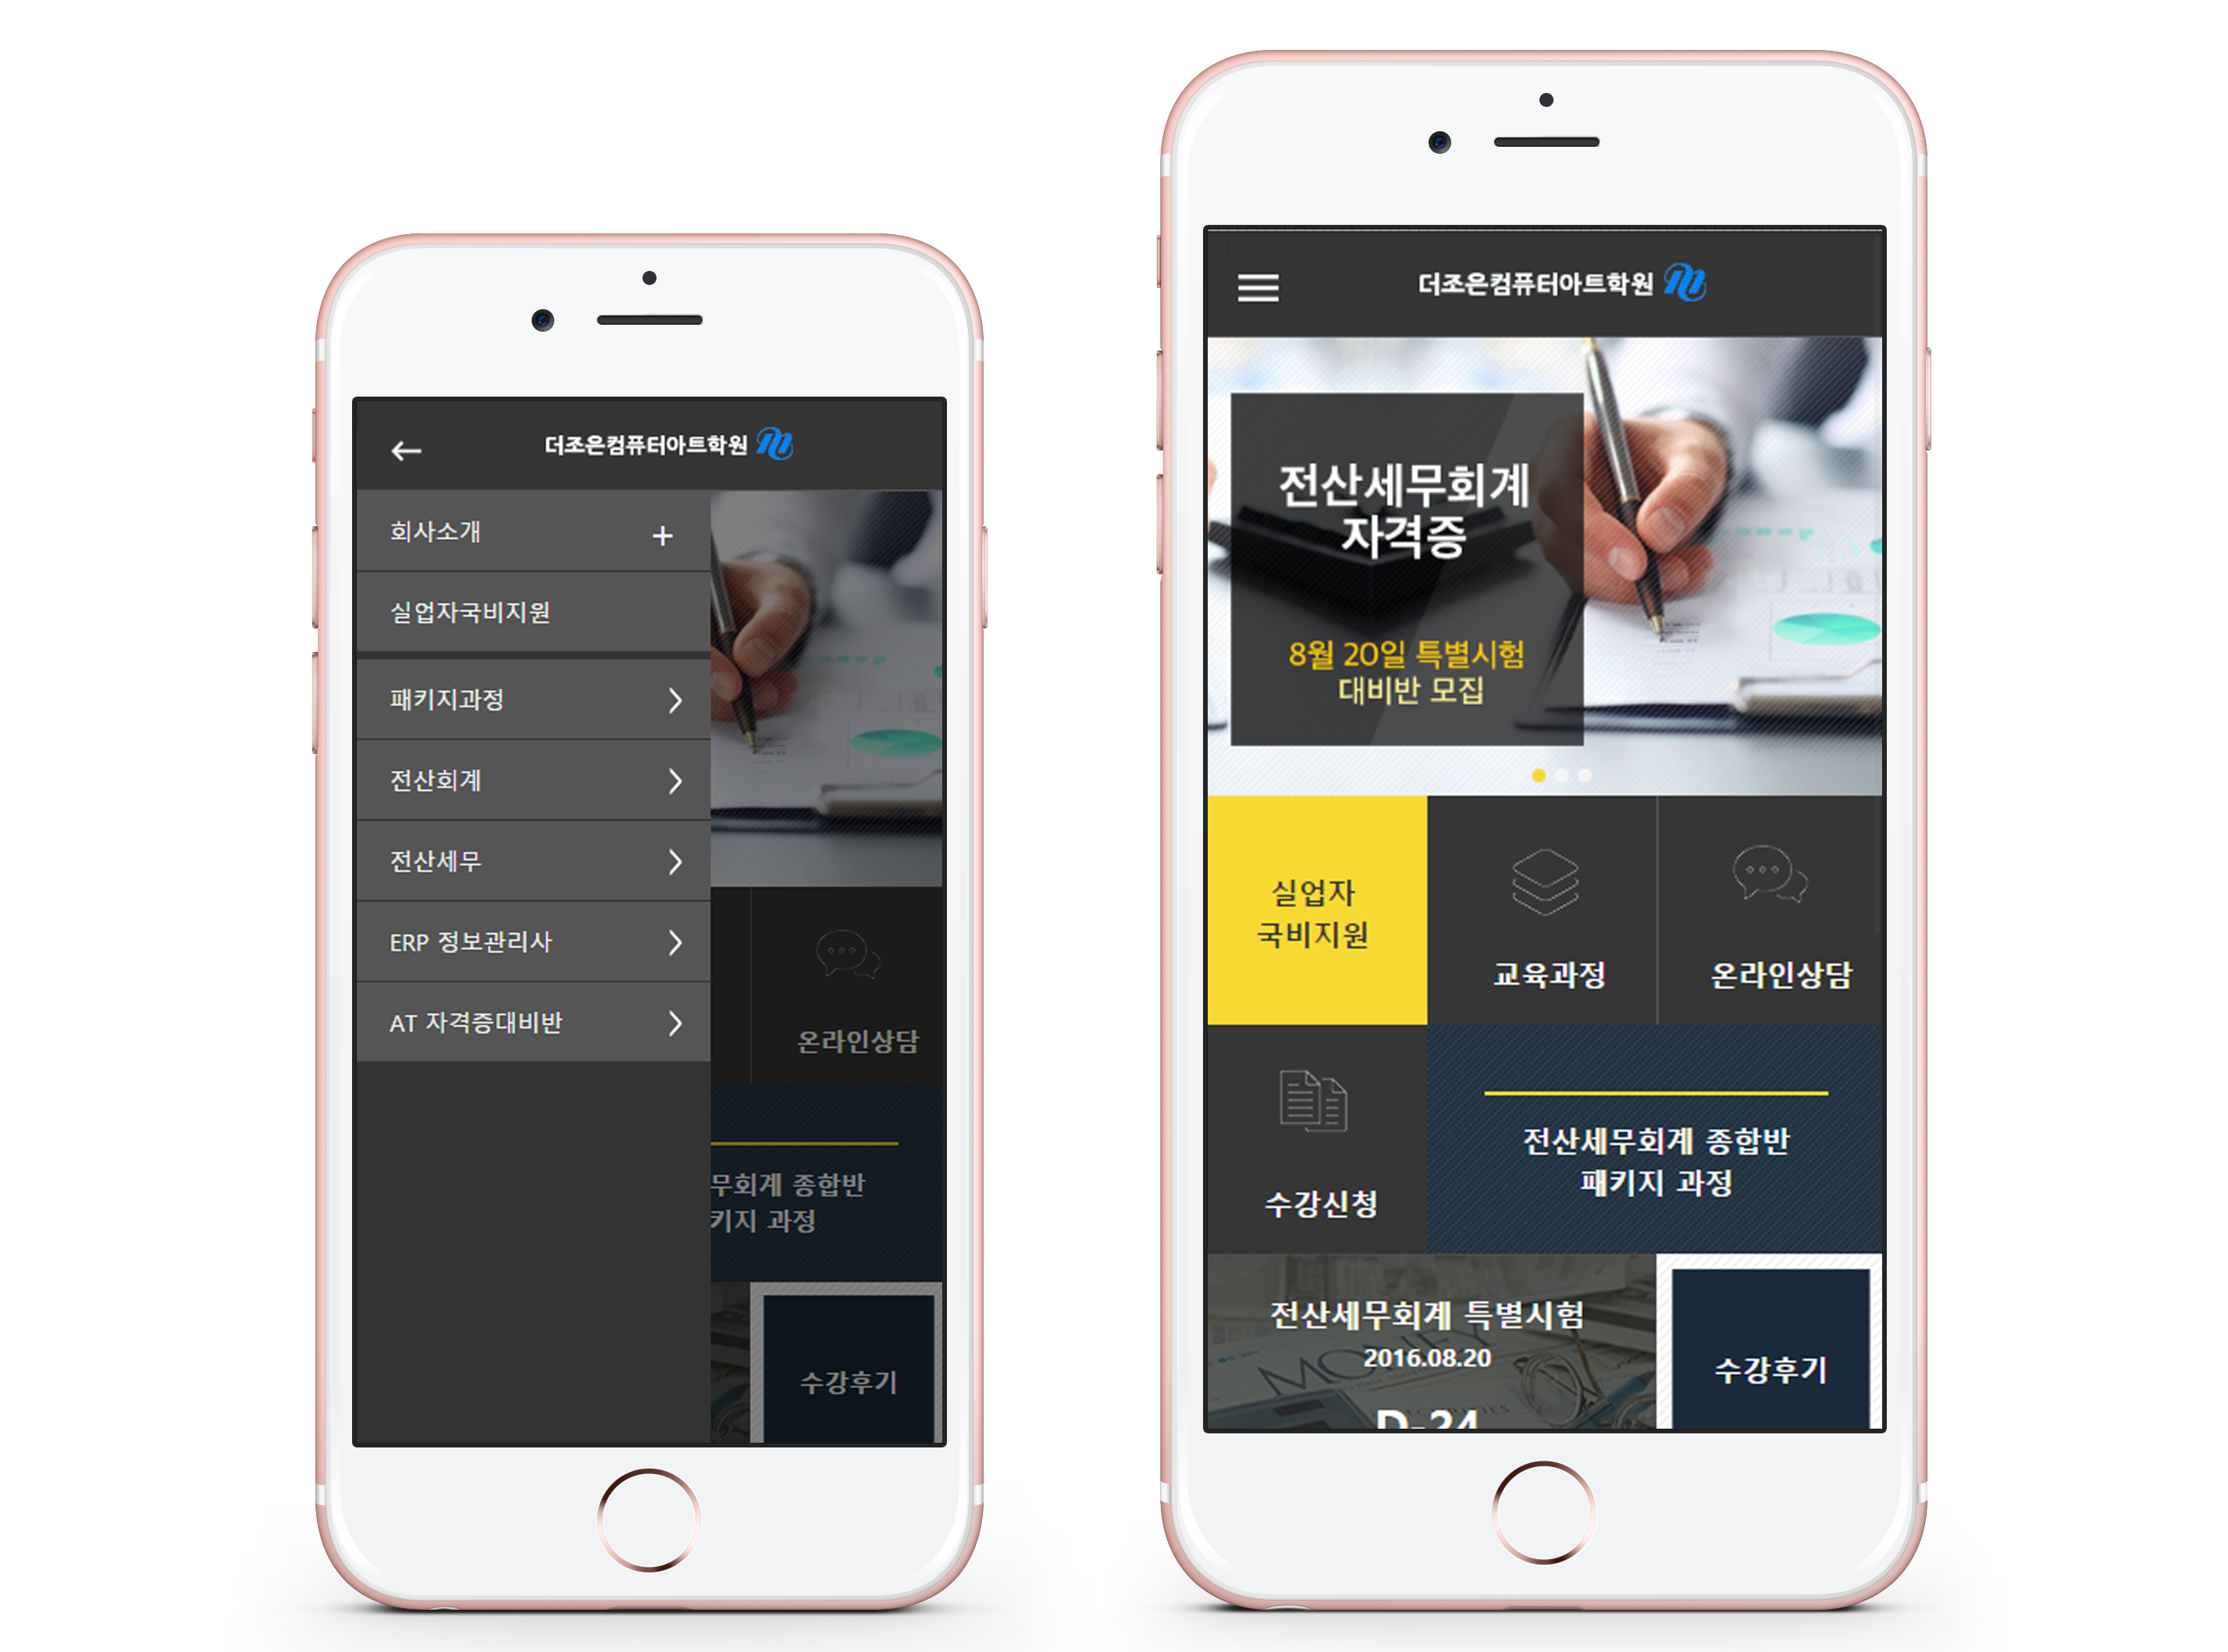 더조은컴퓨터아트학원
회사소개
실업자국비지원
패키지과정
전산회계
전산세무
ERP 정보관리사
AT 자격증대비반
온라인상담
무회계 종합반
키지 과정
수강후기
더조은컴퓨터아트학원
전산세무회계
자격증
8월 20일 특별시험
대비반 모집
실업자
국비지원
교육과정
온라인상담
수강신청
전산세무회계 종합반
패키지 과정
전산세무회계 특별시험
2016.08.20
MONEY
D-24
수강후기